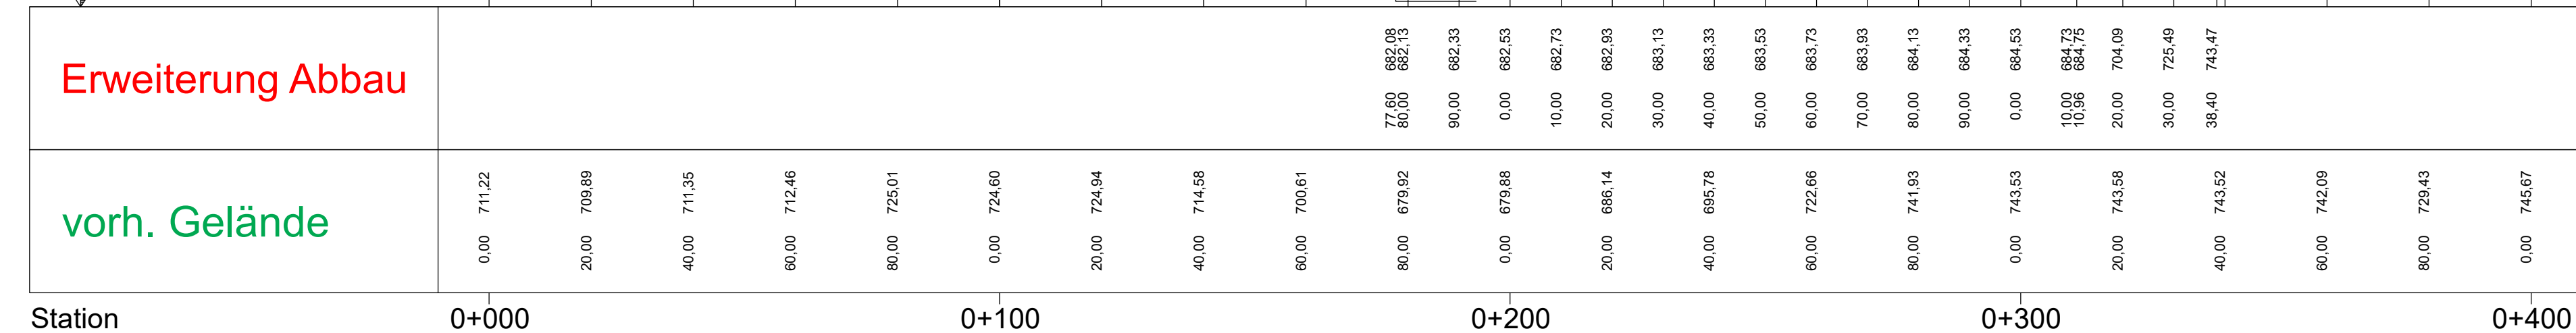 Erweiterung Abbau
682,08 682,13 682,33 682,53 682,73 682,93 683,13 683,33 683,53 683,73 683,93 684,13 684,33 684,53 684,73 684,75 704,09 725,49 743,47
77,60 80,00 90,00 0,00 10,00 20,00 30,00 40,00 50,00 60,00 70,00 80,00 90,00 0,00 10,00 10,96 20,00 30,00 38,40
vorh. Gelände
711,22 709,89 711,35 712,46 725,01 724,60 724,94 714,58 700,61 679,92 679,88 686,14 695,78 722,66 741,93 743,53 743,58 743,52 742,09 729,43 745,67
0,00 20,00 40,00 60,00 80,00 0,00 20,00 40,00 60,00 80,00 0,00 20,00 40,00 60,00 80,00 0,00 20,00 40,00 60,00 80,00 0,00
Station 0+000 0+100 0+200 0+300 0+400